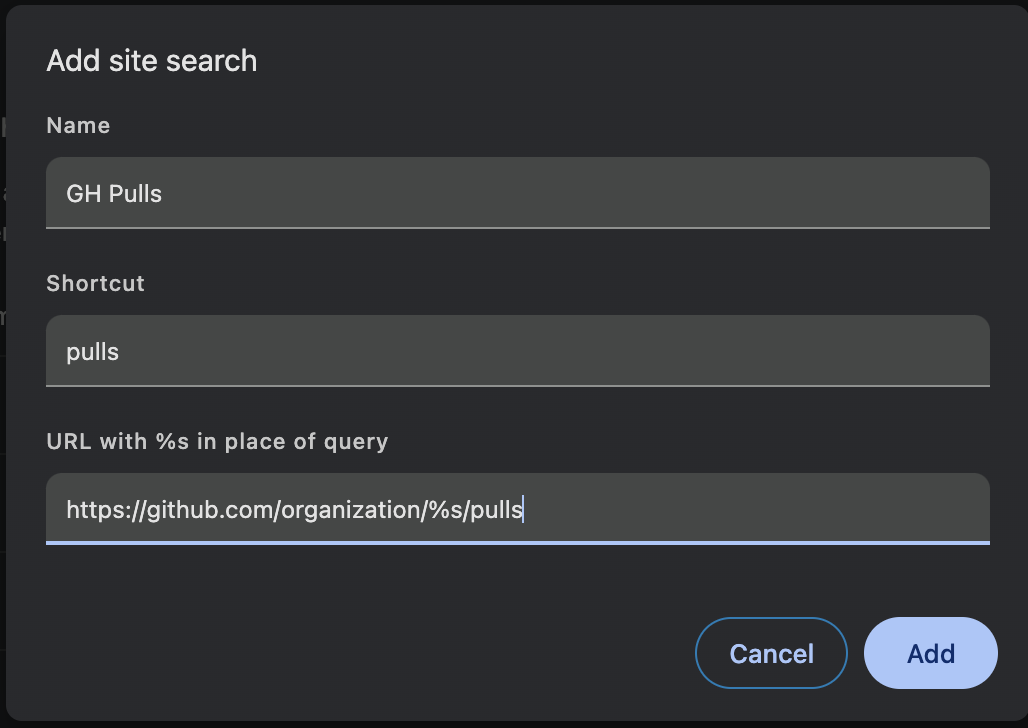 Add site search
Name
GH Pulls
Shortcut
pulls
URL with %s in place of query
https://github.com/organization/%s/pulls
Cancel
Add